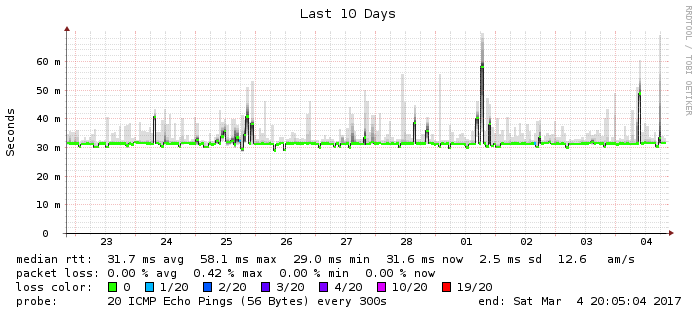 Last 10 Days
RRDTOOL / TOBI OETIKER
Seconds
60 m
50 m
40 m
30 m
20 m
10 m
0
23 24 25 26 27 28 01 02 03 04
median rtt: 31.7 ms avg 58.1 ms max 29.0 ms min 31.6 ms now 2.5 ms sd 12.6 am/s
packet loss: 0.00 % avg 0.42 % max 0.00 % min 0.00 % now
loss color: 0 1/20 2/20 3/20 4/20 10/20 19/20
probe: 20 ICMP Echo Pings (56 Bytes) every 300s end: Sat Mar 4 20:05:04 2017